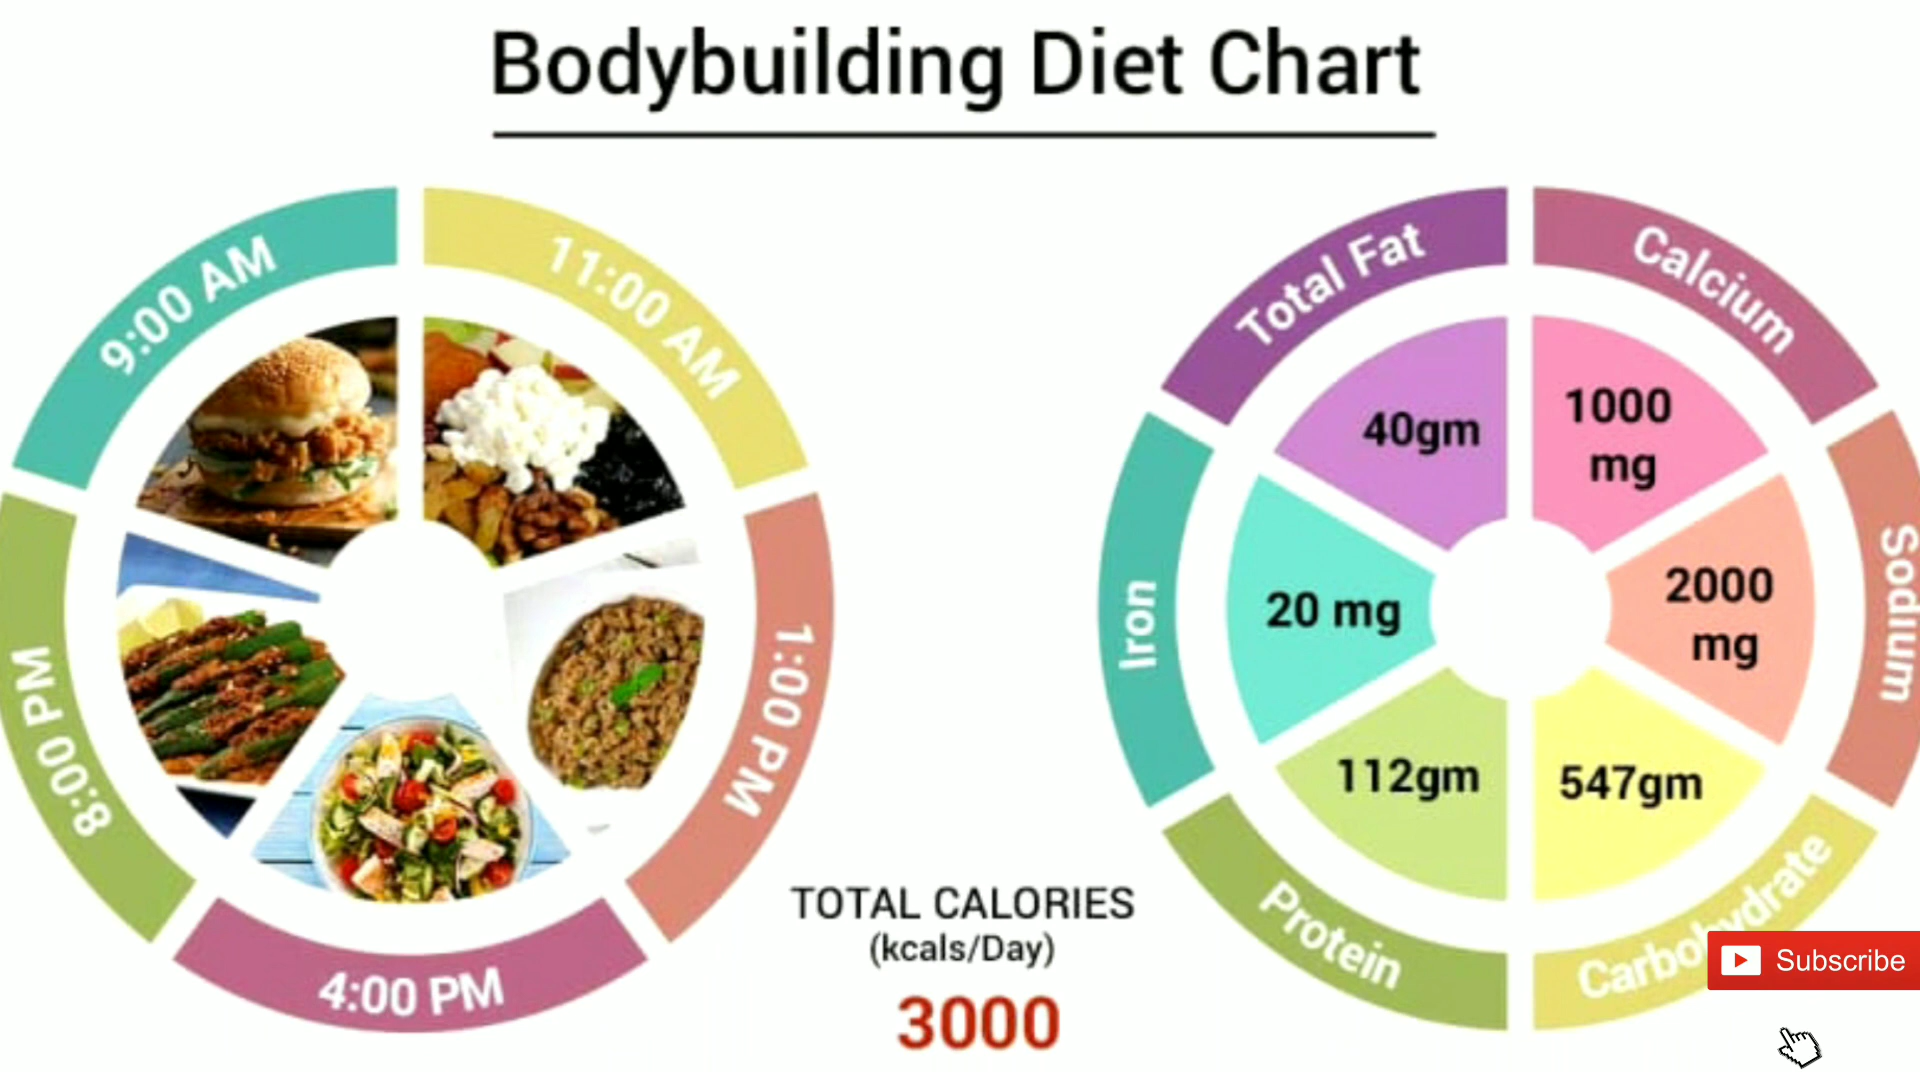 Bodybuilding Diet Chart
9:00 AM
11:00 AM
1:00 PM
4:00 PM
8:00 PM
TOTAL CALORIES
(kcals/Day)
3000
Total Fat
40gm
Calcium
1000
mg
Sodium
2000
mg
Carbohydrate
547gm
Protein
112gm
Iron
20 mg
Subscribe